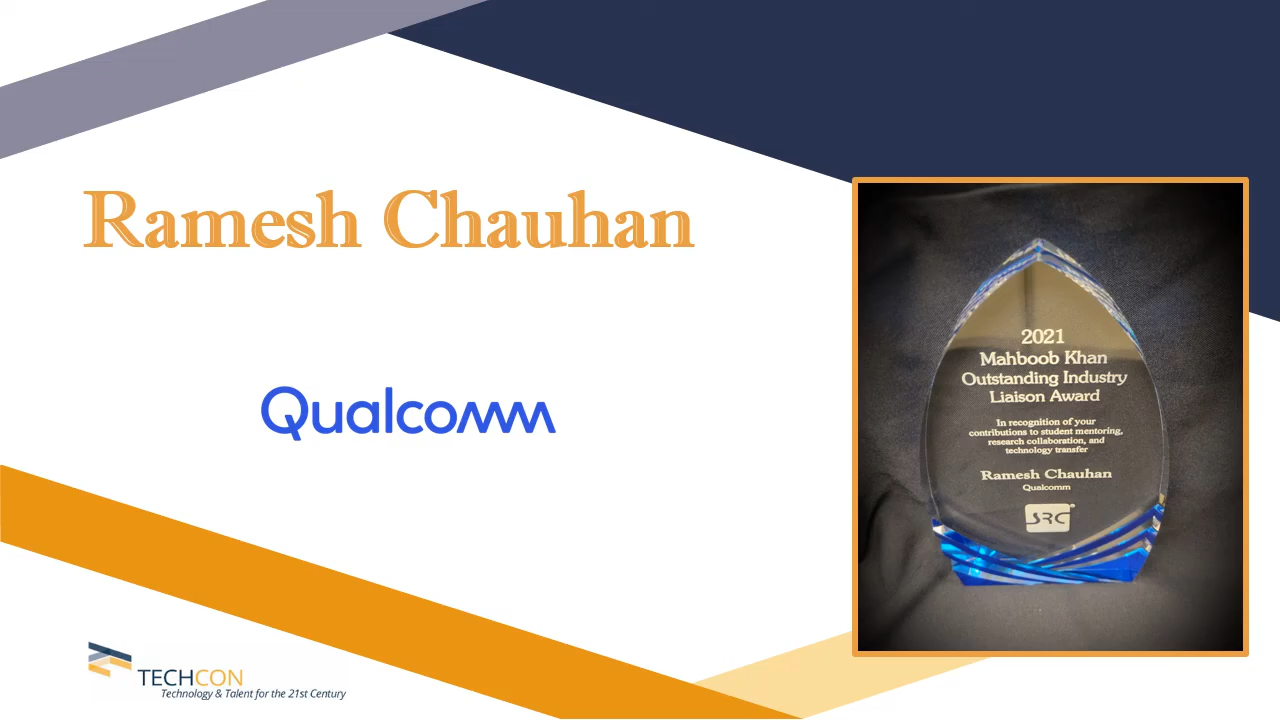 Ramesh Chauhan
Qualcomm
2021
Mahboob Khan
Outstanding Industry
Liaison Award
In recognition of your
contributions to student mentoring,
research collaboration, and
technology transfer
Ramesh Chauhan
Qualcomm
SRC®
TECHCON
Technology & Talent for the 21st Century